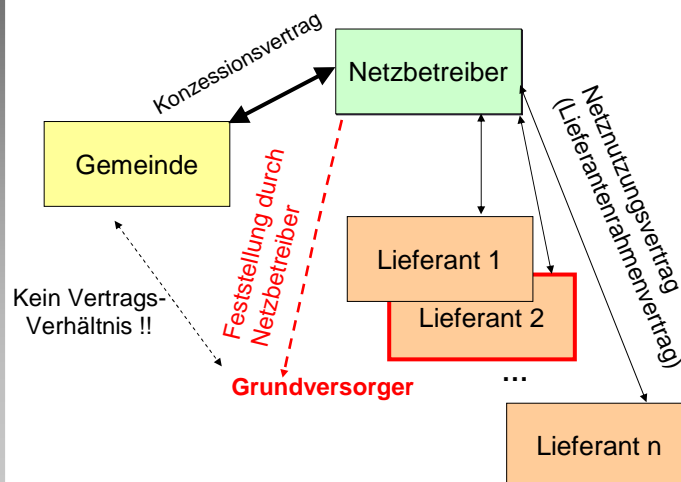 Konzessionsvertrag
Netzbetreiber
Gemeinde
Feststellung durch
Netzbetreiber
Netznutzungsvertrag
(Lieferantenrahmenvertrag)
Lieferant 1
Kein Vertrags-
Verhältnis !!
Lieferant 2
Grundversorger
...
Lieferant n